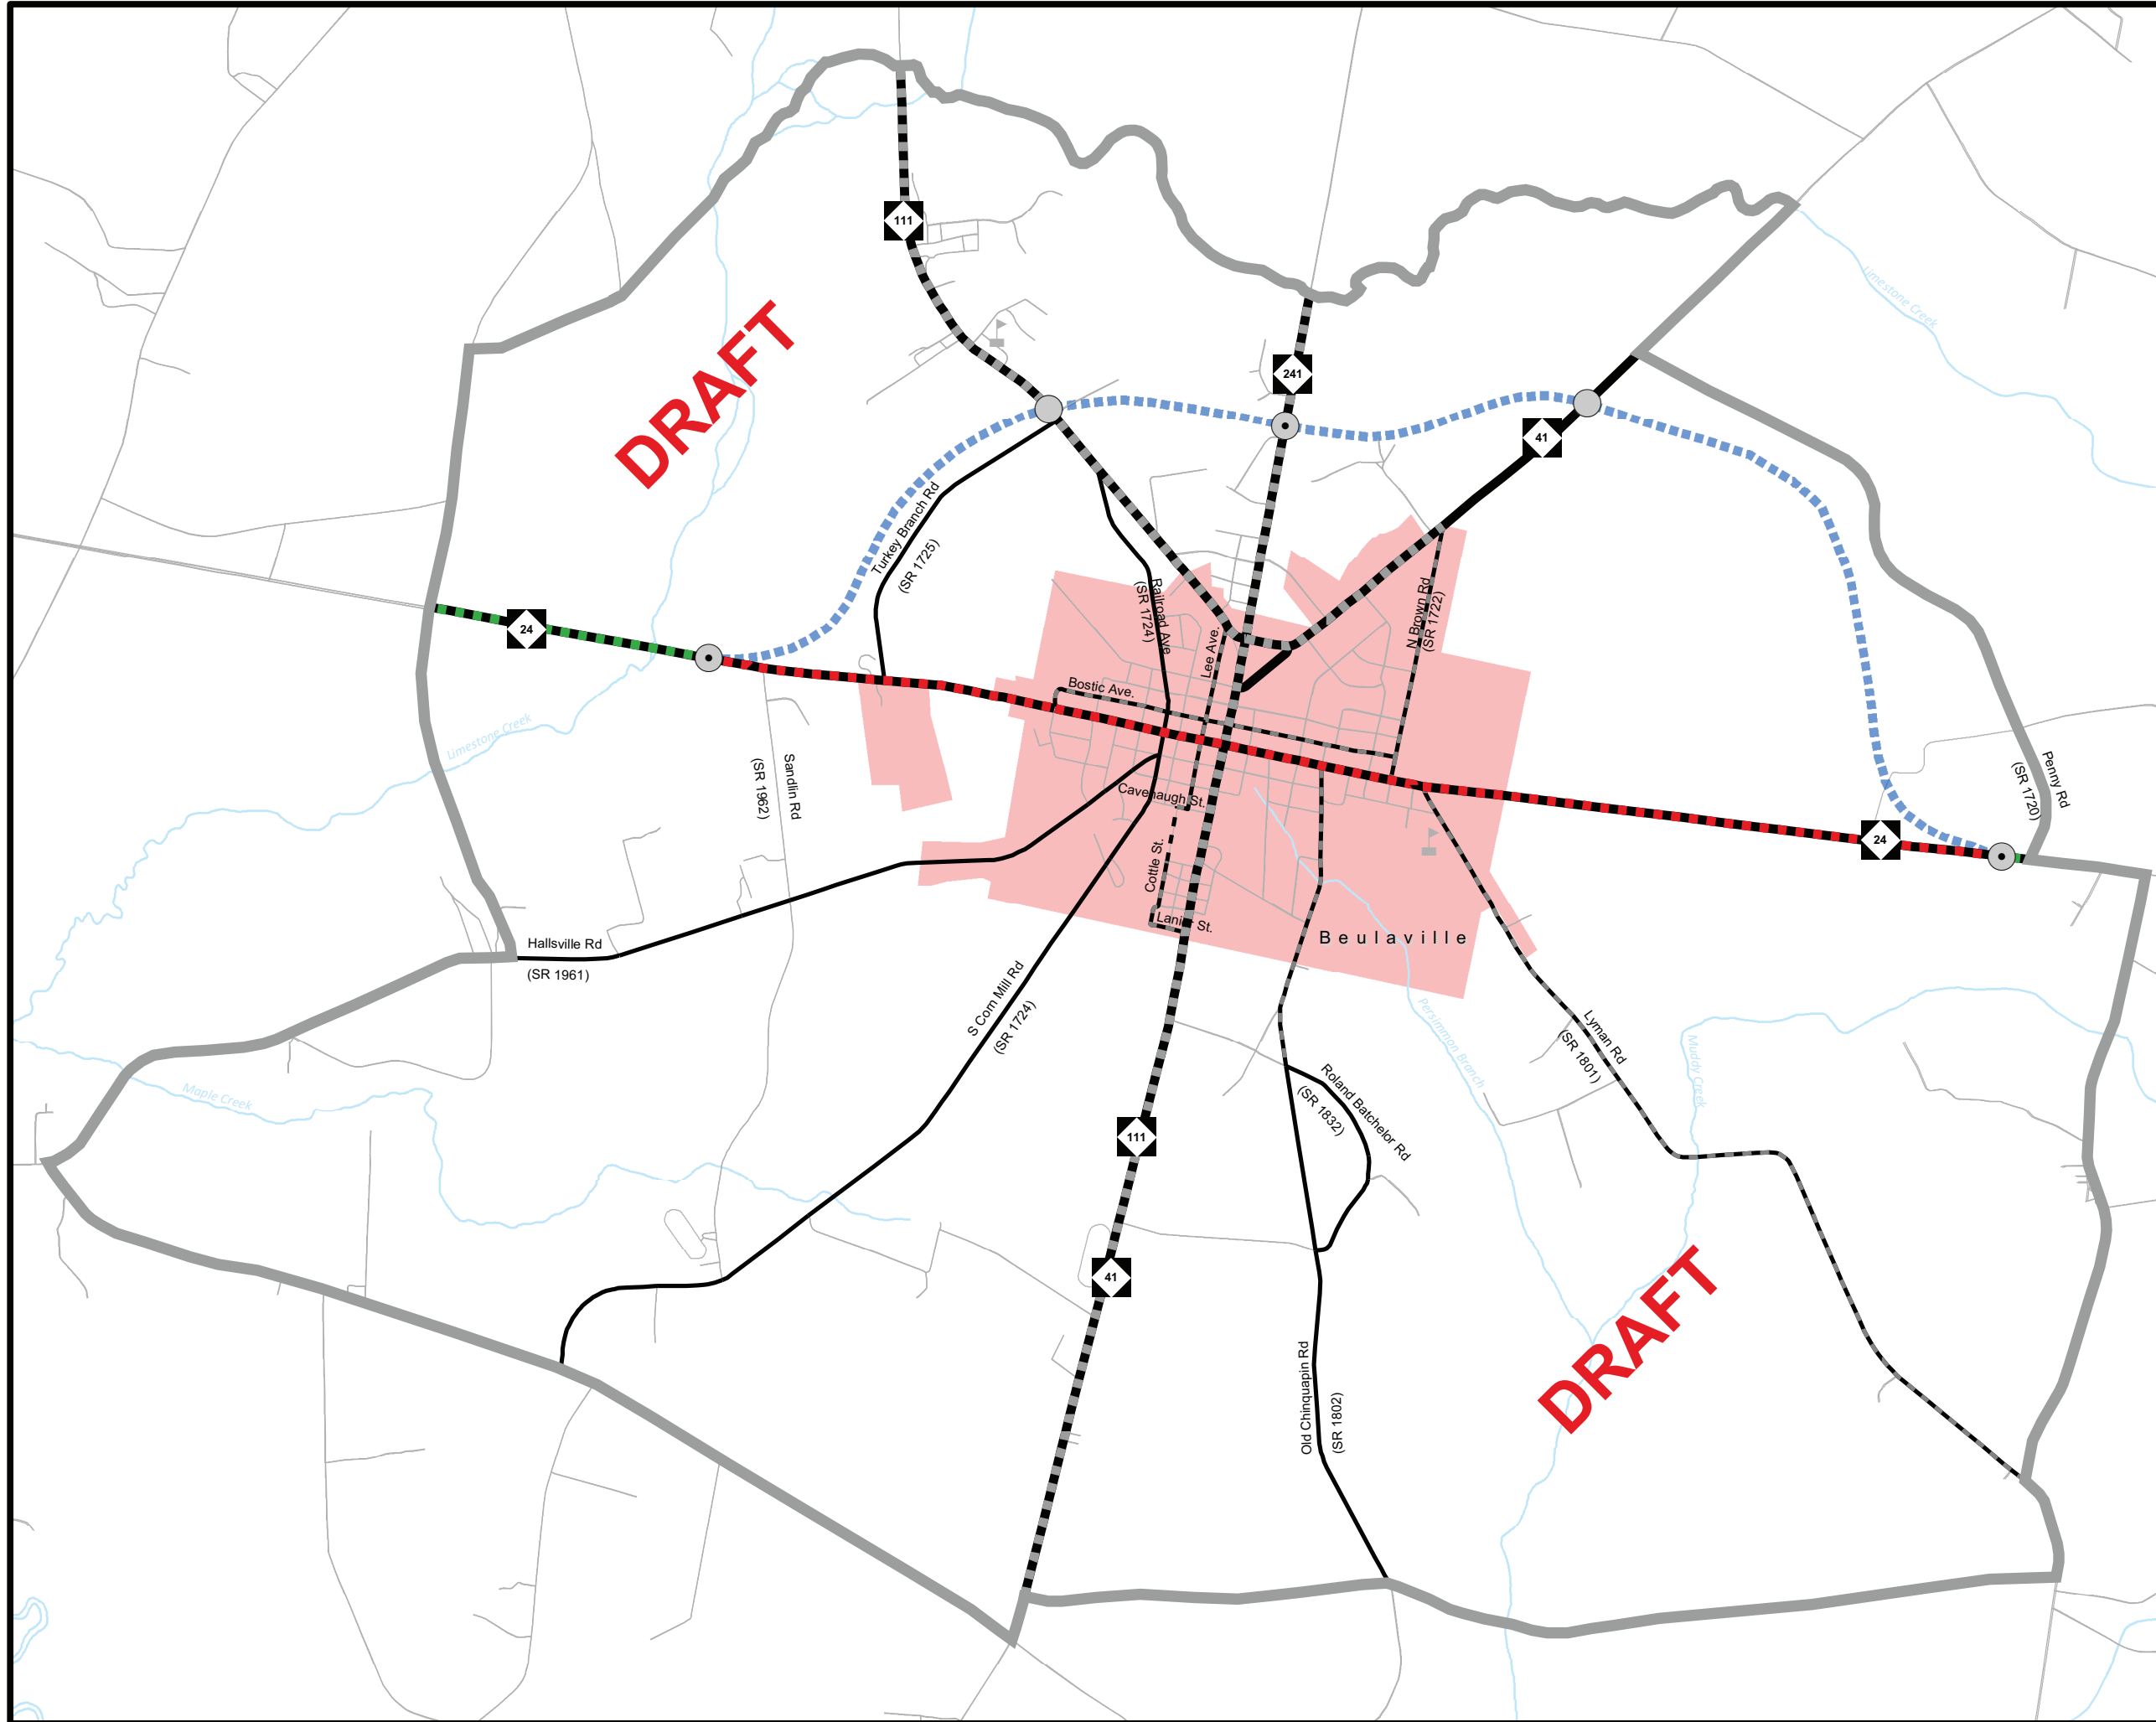 111
Limestone Creek
DRAFT
241
41
Turkey Branch Rd
(SR 1725)
Railroad Ave
(SR 1724)
N Brown Rd
(SR 1722)
24
Lee Ave.
Bostic Ave.
Limestone Creek
Sandlin Rd
(SR 1962)
Cavenaugh St.
Penny Rd
(SR 1720)
24
Cottle St.
Lanier St.
Beulaville
Hallsville Rd
(SR 1961)
S Corn Mill Rd
(SR 1724)
Persimmon Branch
Lyman Rd
(SR 1801)
Muddy Creek
Maple Creek
Roland Batchelor Rd
(SR 1832)
111
41
DRAFT
Old Chinquapin Rd
(SR 1802)